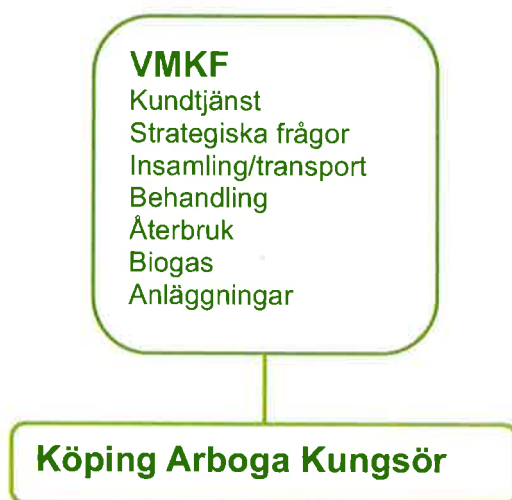 VMKF
Kundtjänst
Strategiska frågor
Insamling/transport
Behandling
Återbruk
Biogas
Anläggningar
Köping Arboga Kungsör